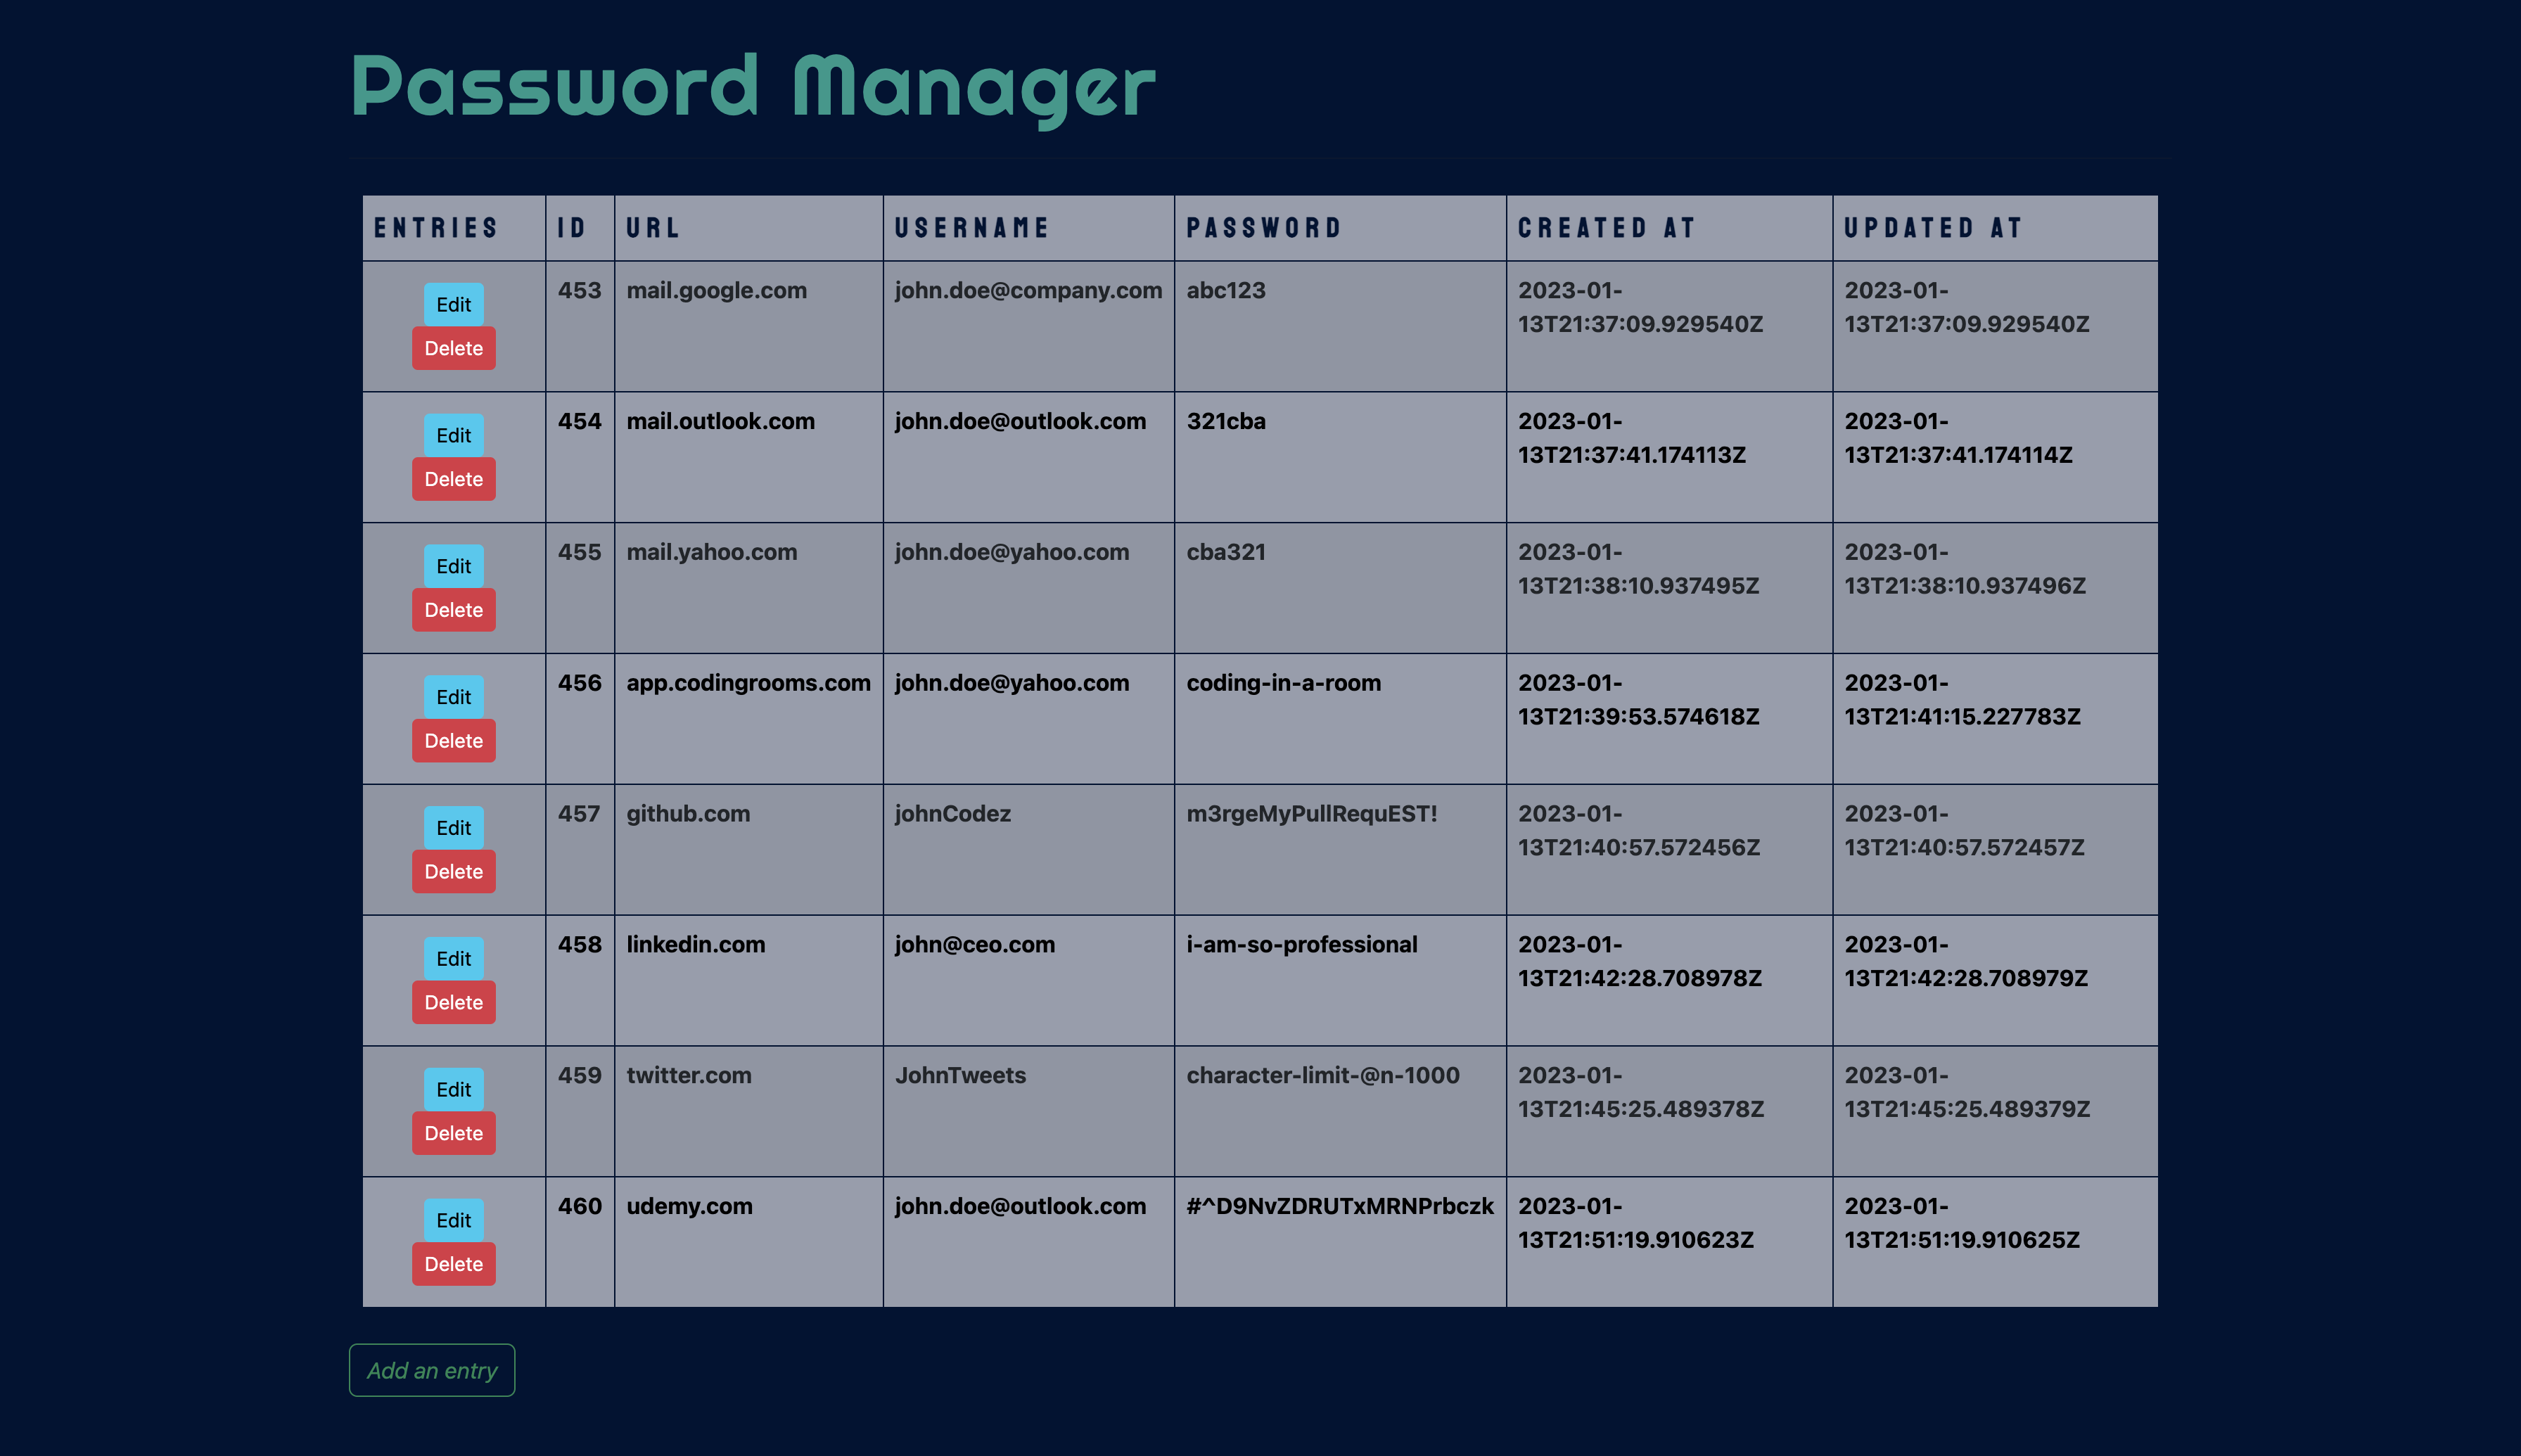 Password Manager
ENTRIES ID URL USERNAME PASSWORD CREATED AT UPDATED AT
Edit 453 mail.google.com john.doe@company.com abc123 2023-01- 2023-01-
13T21:37:09.929540Z 13T21:37:09.929540Z
Delete
Edit 454 mail.outlook.com john.doe@outlook.com 321cba 2023-01- 2023-01-
13T21:37:41.174113Z 13T21:37:41.174114Z
Delete
Edit 455 mail.yahoo.com john.doe@yahoo.com cba321 2023-01- 2023-01-
13T21:38:10.937495Z 13T21:38:10.937496Z
Delete
Edit 456 app.codingrooms.com john.doe@yahoo.com coding-in-a-room 2023-01- 2023-01-
13T21:39:53.574618Z 13T21:41:15.227783Z
Delete
Edit 457 github.com johnCodez m3rgeMyPullRequEST! 2023-01- 2023-01-
13T21:40:57.572456Z 13T21:40:57.572457Z
Delete
Edit 458 linkedin.com john@ceo.com i-am-so-professional 2023-01- 2023-01-
13T21:42:28.708978Z 13T21:42:28.708979Z
Delete
Edit 459 twitter.com JohnTweets character-limit-@n-1000 2023-01- 2023-01-
13T21:45:25.489378Z 13T21:45:25.489379Z
Delete
Edit 460 udemy.com john.doe@outlook.com #^D9NvZDRUTxMRNPrbczk 2023-01- 2023-01-
13T21:51:19.910623Z 13T21:51:19.910625Z
Delete
Add an entry